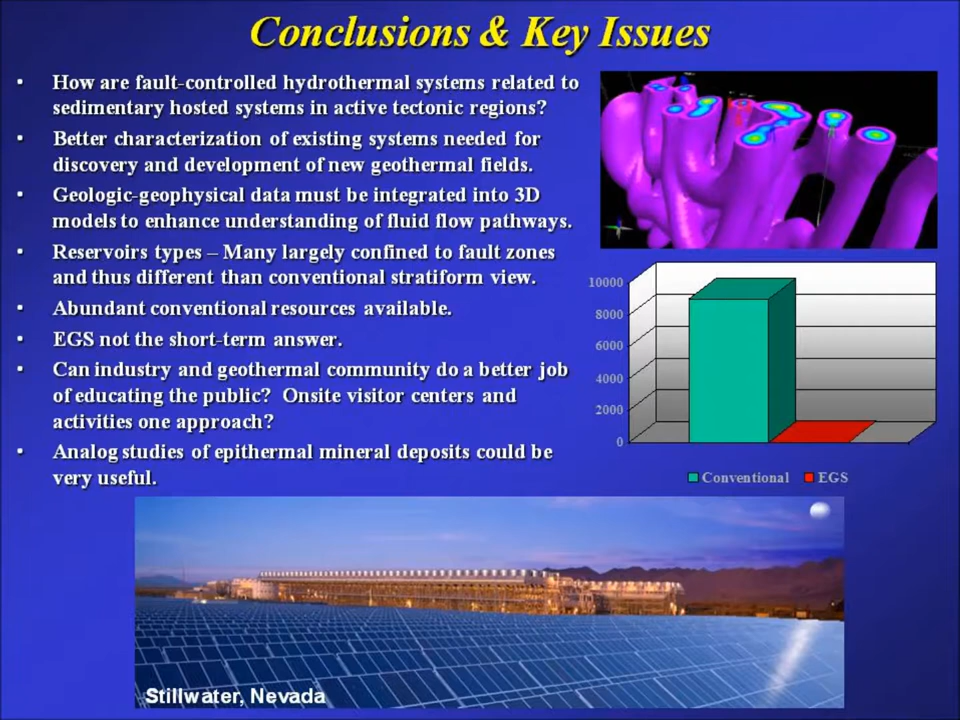 Conclusions & Key Issues
• How are fault-controlled hydrothermal systems related to
sedimentary hosted systems in active tectonic regions?
• Better characterization of existing systems needed for
discovery and development of new geothermal fields.
• Geologic-geophysical data must be integrated into 3D
models to enhance understanding of fluid flow pathways.
• Reservoirs types – Many largely confined to fault zones
and thus different than conventional stratiform view.
• Abundant conventional resources available.
• EGS not the short-term answer.
• Can industry and geothermal community do a better job
of educating the public? Onsite visitor centers and
activities one approach?
• Analog studies of epithermal mineral deposits could be
very useful.
10000
8000
6000
4000
2000
0
Conventional EGS
Stillwater, Nevada